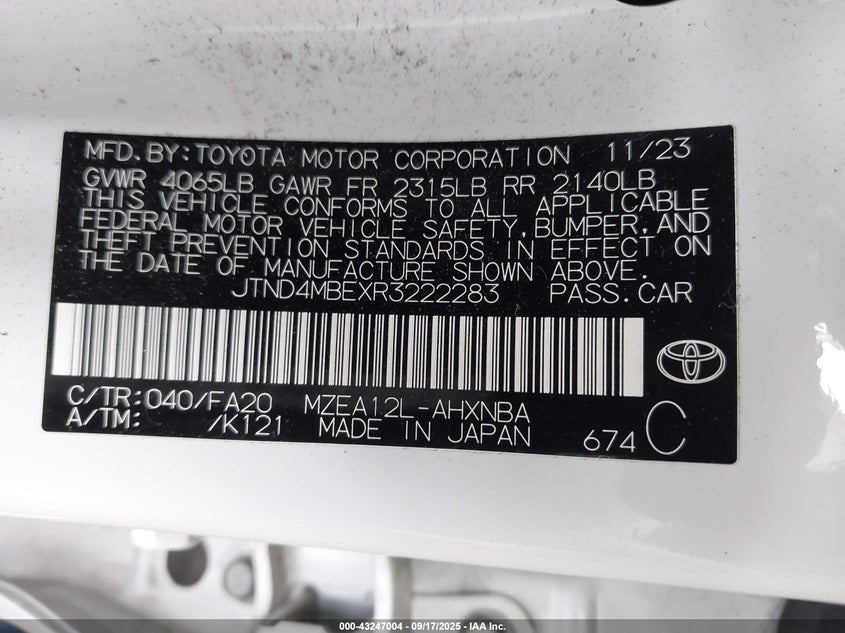 MFD.BY:TOYOTA MOTOR CORPORATION 11/23
GVWR 4065LB GAWR FR 2315LB RR 2140LB
THIS VEHICLE CONFORMS TO ALL APPLICABLE
FEDERAL MOTOR VEHICLE SAFETY,BUMPER,AND
THEFT PREVENTION STANDARDS IN EFFECT ON
THE DATE OF MANUFACTURE SHOWN ABOVE.
JTND4MBEXR3222283 PASS.CAR
C/TR:040/FA20 MZEA12L-AHXNBA
A/TM: /K121 MADE IN JAPAN 674 C
000-43247004 - 09/17/2025 - IAA Inc.